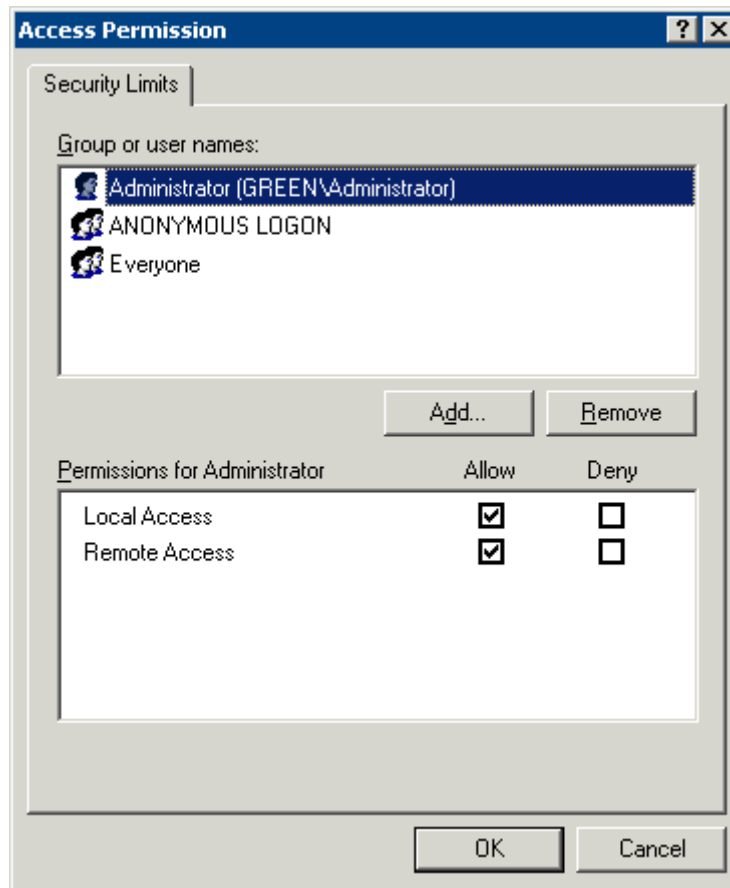 Access Permission
Security Limits
Group or user names:
Administrator (GREEN\Administrator)
ANONYMOUS LOGON
Everyone
Add... Remove
Permissions for Administrator Allow Deny
Local Access
Remote Access
OK Cancel